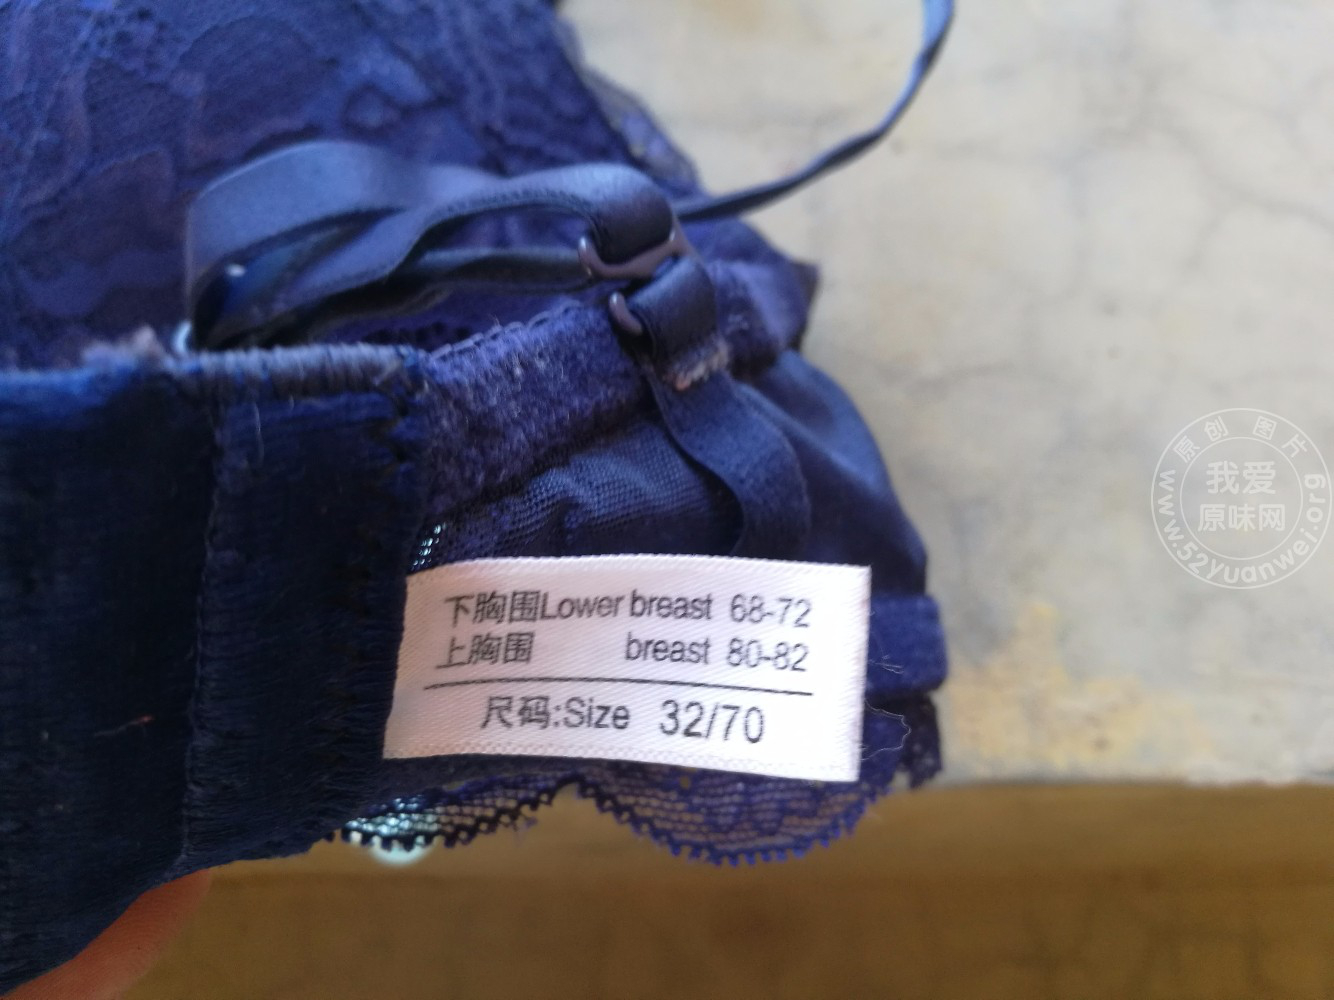 下胸围Lower breast 68-72
上胸围 breast 80-82
尺码:Size 32/70
原创图片
我爱
原味网
www.52yuanwei.org